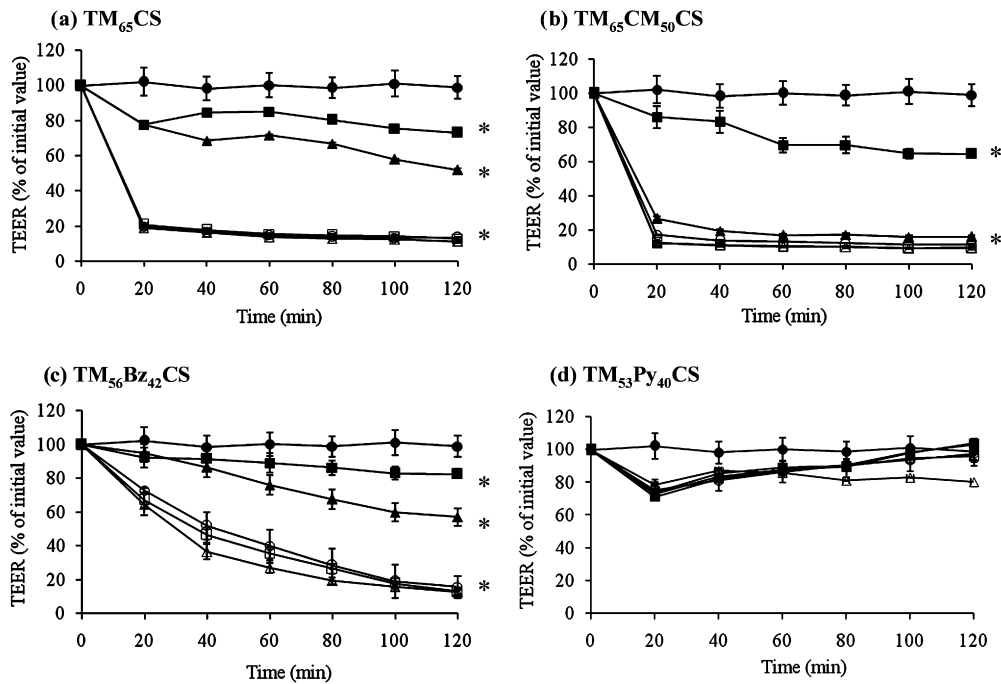 (a) TM65CS
TEER (% of initial value)
120
100
80
60
40
20
0
*
*
*
0 20 40 60 80 100 120
Time (min)
(b) TM65CM50CS
TEER (% of initial value)
120
100
80
60
40
20
0
*
*
0 20 40 60 80 100 120
Time (min)
(c) TM56Bz42CS
TEER (% of initial value)
120
100
80
60
40
20
0
*
*
*
0 20 40 60 80 100 120
Time (min)
(d) TM53Py40CS
TEER (% of initial value)
120
100
80
60
40
20
0
0 20 40 60 80 100 120
Time (min)